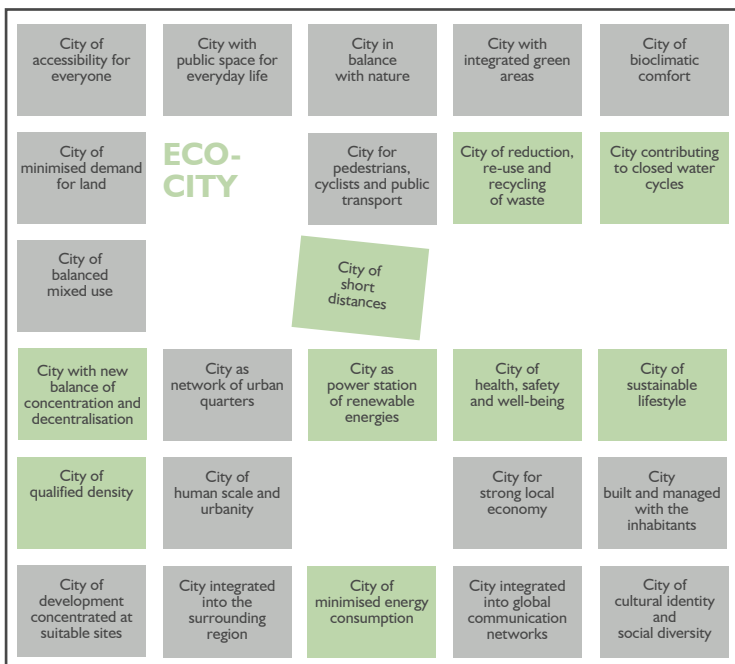 City of
accessibility for
everyone
City with
public space for
everyday life
City in
balance
with nature
City with
integrated green
areas
City of
bioclimatic
comfort
City of
minimised demand
for land
ECO-
CITY
City for
pedestrians,
cyclists and public
transport
City of reduction,
re-use and
recycling
of waste
City contributing
to closed water
cycles
City of
balanced
mixed use
City of
short
distances
City with new
balance of
concentration and
decentralisation
City as
network of urban
quarters
City as
power station
of renewable
energies
City of
health, safety
and well-being
City of
sustainable
lifestyle
City of
qualified density
City of
human scale and
urbanity
City for
strong local
economy
City
built and managed
with the
inhabitants
City of
development
concentrated at
suitable sites
City integrated
into the
surrounding
region
City of
minimised energy
consumption
City integrated
into global
communication
networks
City of
cultural identity
and
social diversity